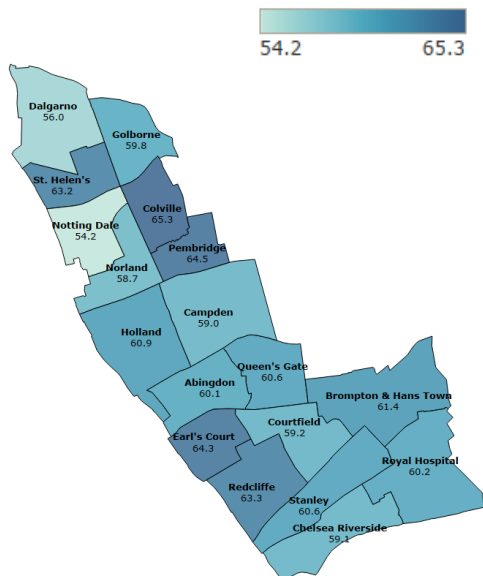 54.2 65.3
Dalgarno
56.0
Golborne
59.8
St. Helen's
63.2
Colville
65.3
Notting Dale
54.2
Pembridge
64.5
Norland
58.7
Campden
59.0
Holland
60.9
Queen's Gate
60.6
Abingdon
60.1
Brompton & Hans Town
61.4
Courtfield
59.2
Earl's Court
64.3
Royal Hospital
60.2
Redcliffe
63.3
Stanley
60.6
Chelsea Riverside
59.1